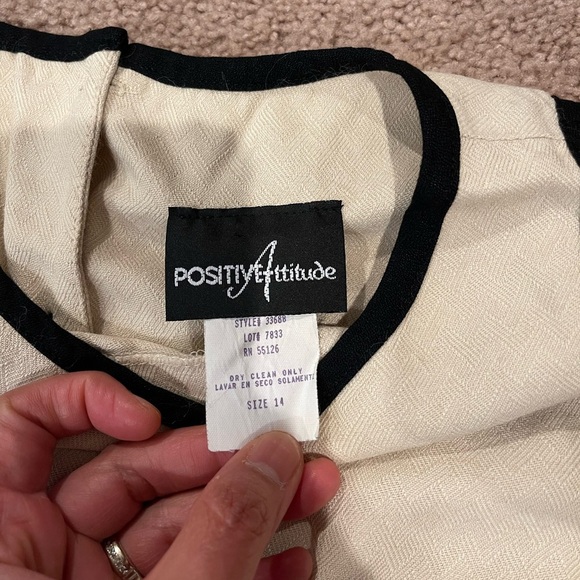 POSITIVE Attitude
STYLE# 33688
LOT# 7833
RN 55126
DRY CLEAN ONLY
LAVAR EN SECO SOLAMENTE
SIZE 14